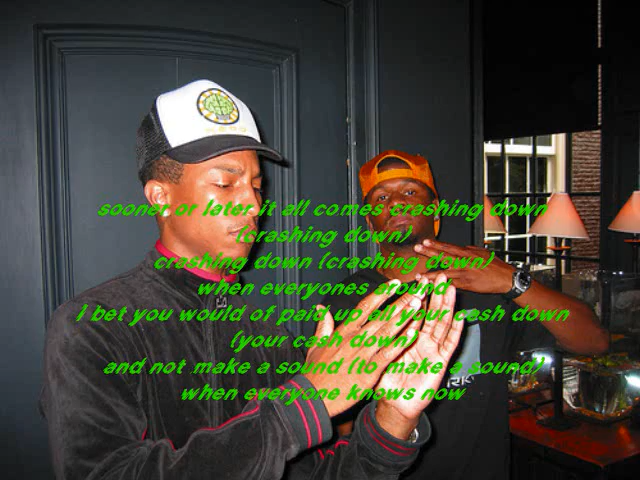 sooner or later it all comes crashing down
(crashing down)
crashing down (crashing down)
when everyones around
I bet you would of paid up all your cash down
(your cash down)
and not make a sound (to make a sound)
when everyone knows now